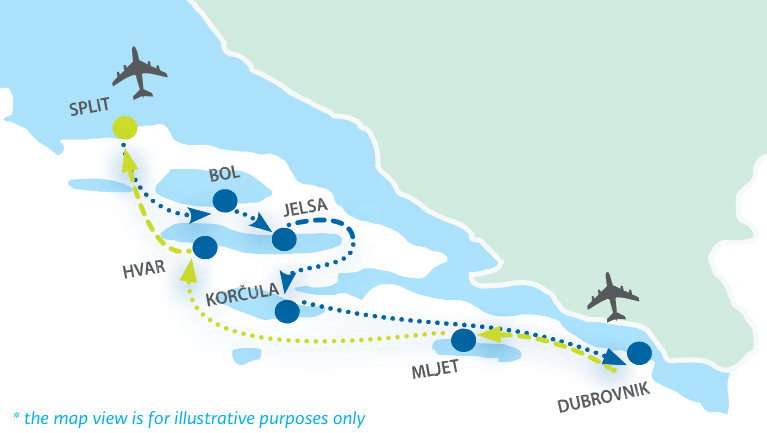 SPLIT
BOL
JELSA
HVAR
KORČULA
MLJET
DUBROVNIK
* the map view is for illustrative purposes only